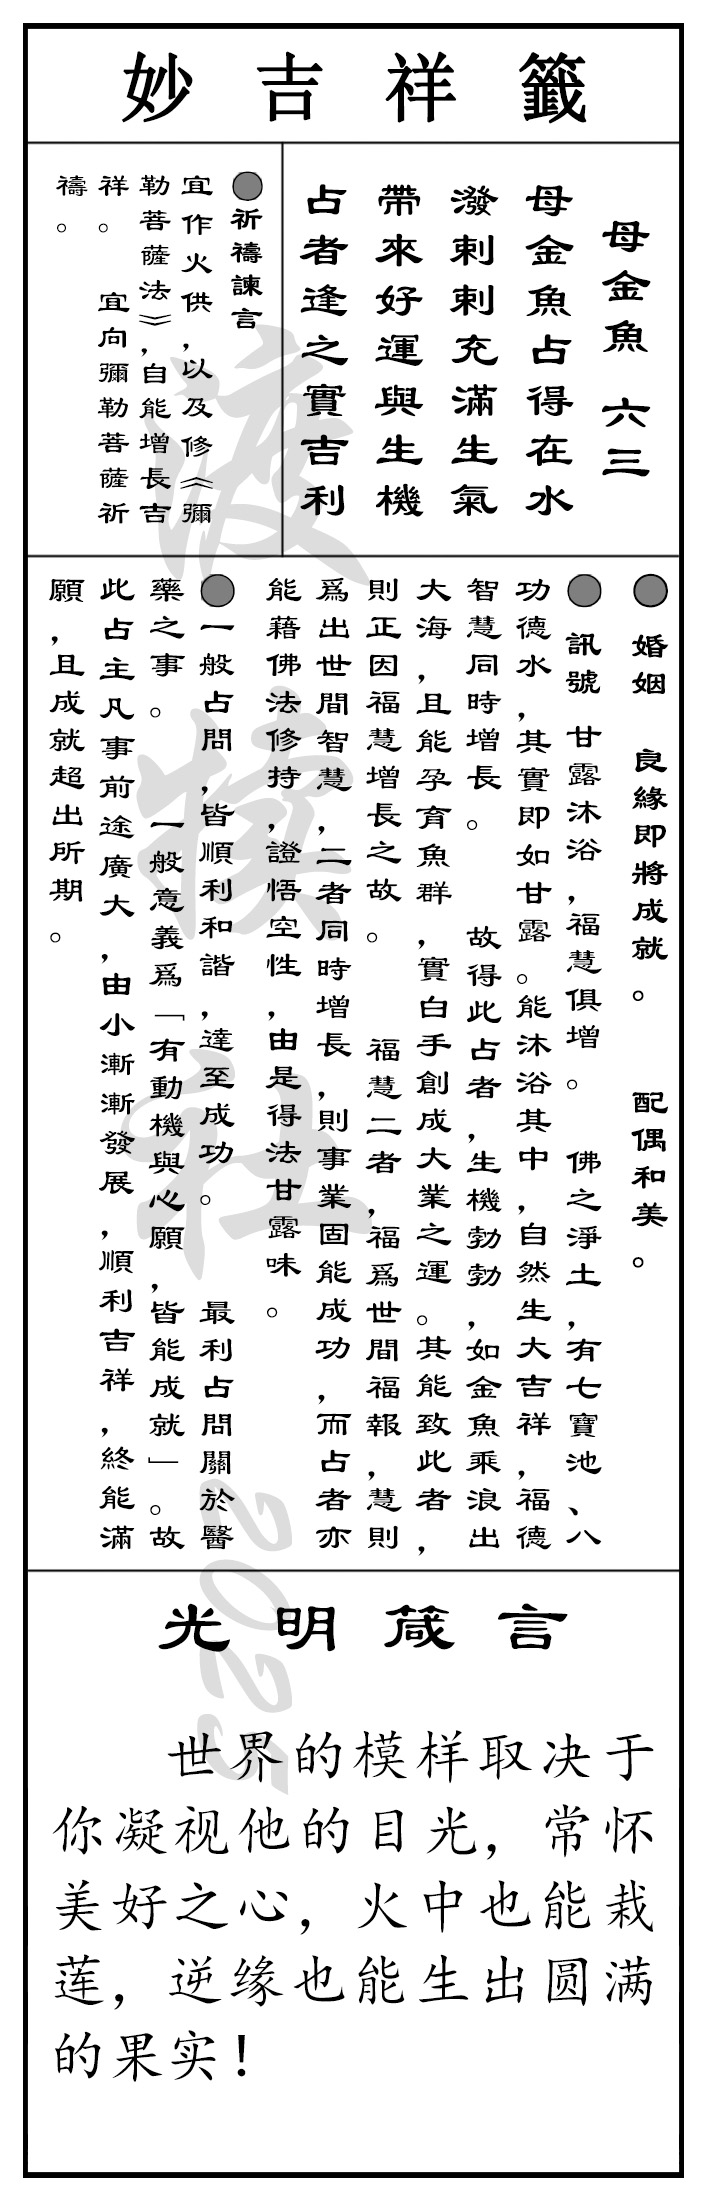 妙吉祥籤
母金魚 六三
母金魚占得在水
潑剌剌充滿生氣
帶來好運與生機
占者逢之實吉利
●祈禱諫言
宜作火供，以及修《彌
勒菩薩法》，自能增長吉
祥。 宜向彌勒菩薩祈
禱。
● 婚姻 良緣即將成就。 配偶和美。
● 訊號 甘露沐浴，福慧俱增。 佛之淨土，有七寶池、八
功德水，其實即如甘露。能沐浴其中，自然生大吉祥，福德
智慧同時增長。 故得此占者，生機勃勃，如金魚乘浪出
大海，且能孕育魚群，實白手創成大業之運。其能致此者，
則正因福慧增長之故。 福慧二者，福爲世間福報，慧則
爲出世間智慧，二者同時增長，則事業固能成功，而占者亦
能藉佛法修持，證悟空性，由是得法甘露味。
●一般占問，皆順利和諧，達至成功。 最利占問關於醫
藥之事。 一般意義爲「有動機與心願，皆能成就」。故
此占主凡事前途廣大，由小漸漸發展，順利吉祥，終能滿
願，且成就超出所期。
光明箴言
世界的模样取决于
你凝视他的目光，常怀
美好之心，火中也能栽
莲，逆缘也能生出圆满
的果实！
渡犊社 2025